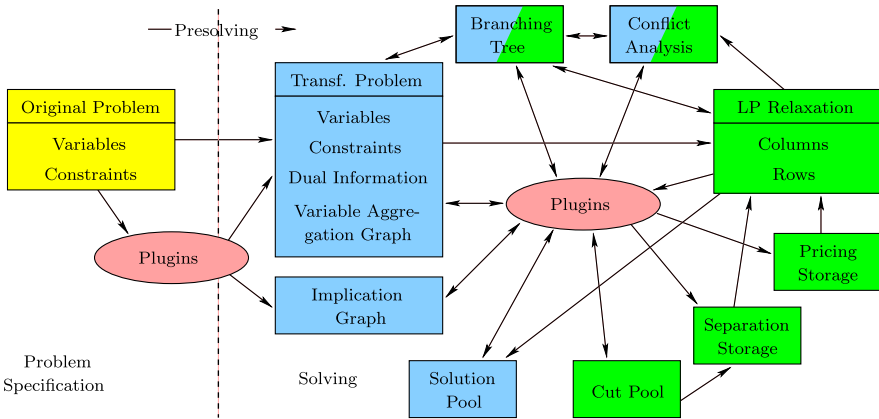 Presolving
Branching
Tree
Conflict
Analysis
Original Problem
Variables
Constraints
Transf. Problem
Variables
Constraints
Dual Information
Variable Aggre-
gation Graph
LP Relaxation
Columns
Rows
Plugins
Plugins
Pricing
Storage
Implication
Graph
Separation
Storage
Problem
Specification
Solving
Solution
Pool
Cut Pool